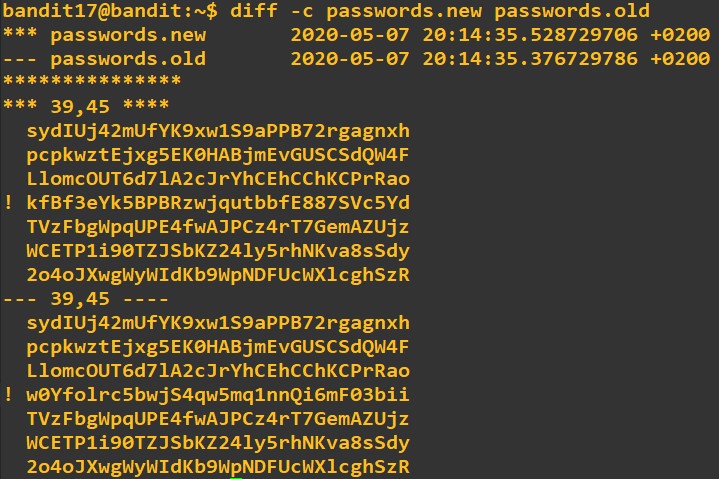 bandit17@bandit:~$ diff -c passwords.new passwords.old
*** passwords.new       2020-05-07 20:14:35.528729706 +0200
--- passwords.old       2020-05-07 20:14:35.376729786 +0200
***************
*** 39,45 ****
  sydIUj42mUfYK9xw1S9aPPB72rgagnxh
  pcpkwztEjxg5EK0HABjmEvGUSCSdQW4F
  LlomcOUT6d7lA2cJrYhCEhCChKCPrRao
! kfBf3eYk5BPBRzwjqutbbfE887SVc5Yd
  TVzFbgWpqUPE4fwAJPCz4rT7GemAZUjz
  WCETP1i90TZJSbKZ24ly5rhNKva8sSdy
  2o4oJXwgWyWIdKb9WpNDFUcWXlcghSzR
--- 39,45 ----
  sydIUj42mUfYK9xw1S9aPPB72rgagnxh
  pcpkwztEjxg5EK0HABjmEvGUSCSdQW4F
  LlomcOUT6d7lA2cJrYhCEhCChKCPrRao
! w0Yfolrc5bwjS4qw5mq1nnQi6mF03bii
  TVzFbgWpqUPE4fwAJPCz4rT7GemAZUjz
  WCETP1i90TZJSbKZ24ly5rhNKva8sSdy
  2o4oJXwgWyWIdKb9WpNDFUcWXlcghSzR